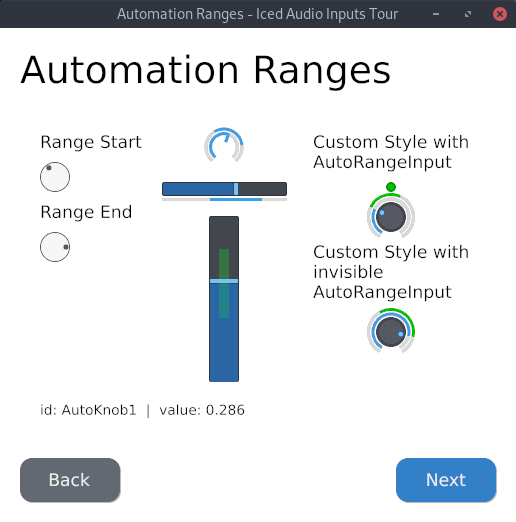 Automation Ranges - Iced Audio Inputs Tour
Automation Ranges
Range Start
Range End
Custom Style with
AutoRangeInput
Custom Style with
invisible
AutoRangeInput
id: AutoKnob1 | value: 0.286
Back
Next